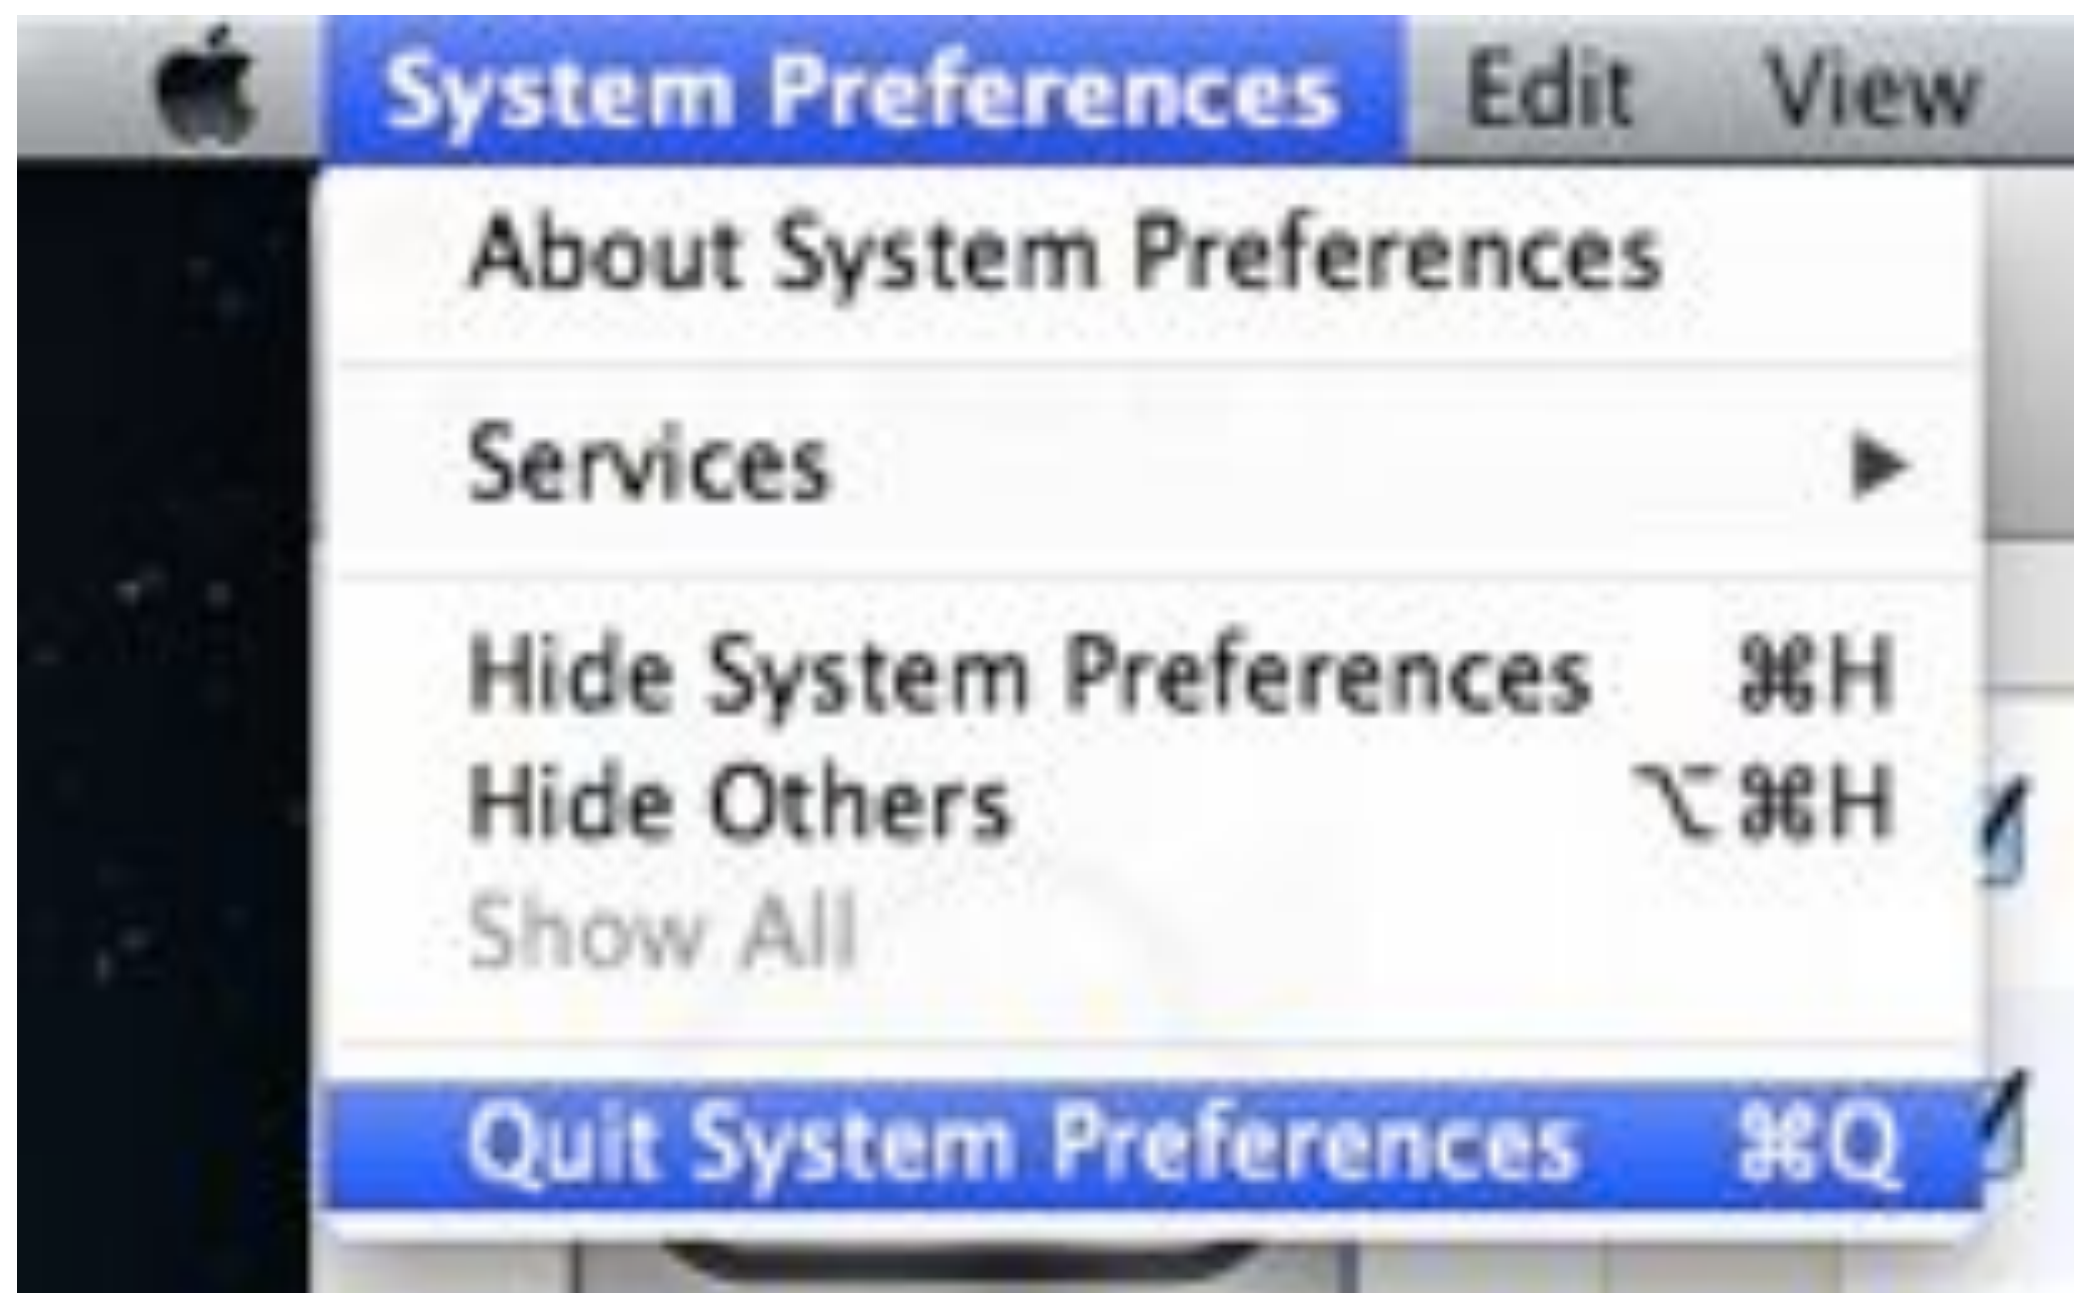 System Preferences Edit View
About System Preferences
Services ▶
Hide System Preferences ⌘H
Hide Others ⌥⌘H
Show All
Quit System Preferences ⌘Q